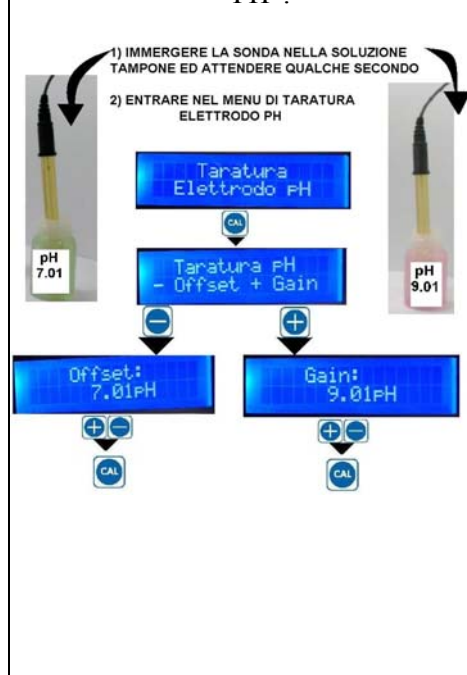 1) IMMERGERE LA SONDA NELLA SOLUZIONE
TAMPONE ED ATTENDERE QUALCHE SECONDO
2) ENTRARE NEL MENU DI TARATURA
ELETTRODO PH
Taratura
Elettrodo pH
CAL
pH
7.01
pH
9.01
Taratura pH
- Offset + Gain
Offset:
7.01pH
Gain:
9.01pH
CAL
CAL